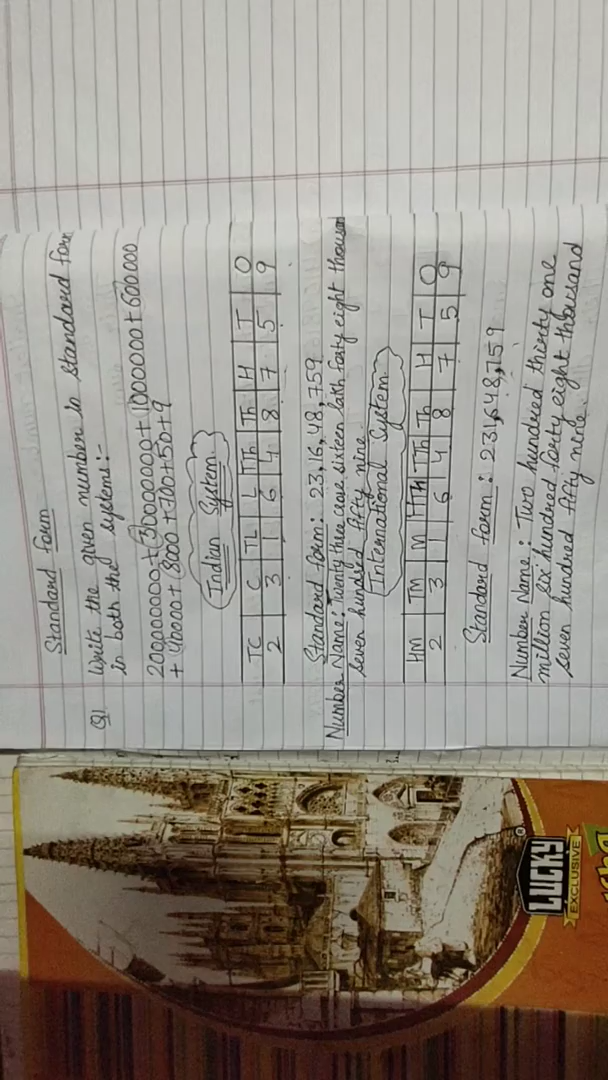 Standard form
Q1 Write the given number in standard form
in both the systems:-
200000000+30000000+1000000+600000
+40000+8000+700+50+9
Indian System
TC C TL L TTh Th H T O
2 3 1 6 4 8 7 5 9
Standard form: 23,16,48,759
Number Name: Twenty three crore sixteen lakh forty eight thousand
seven hundred fifty nine.
International System
HM TM M HTh TTh Th H T O
2 3 1 6 4 8 7 5 9
Standard form: 231,648,759
Number Name: Two hundred thirty one
million six hundred forty eight thousand
seven hundred fifty nine.
LUCKY
EXCLUSIVE